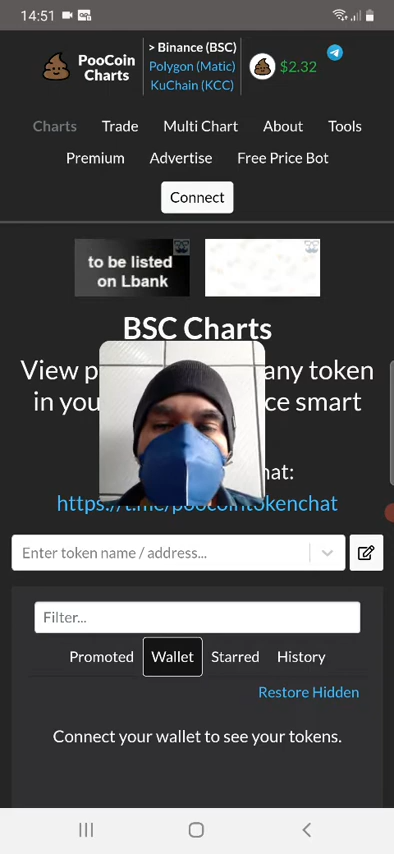 14:51
PooCoin
Charts
> Binance (BSC)
Polygon (Matic)
KuChain (KCC)
$2.32
Charts Trade Multi Chart About Tools
Premium Advertise Free Price Bot
Connect
to be listed
on Lbank
BSC Charts
View any token
in you ce smart
at:
https://t.me/poocointokenchat
Enter token name / address...
Filter...
Promoted Wallet Starred History
Restore Hidden
Connect your wallet to see your tokens.